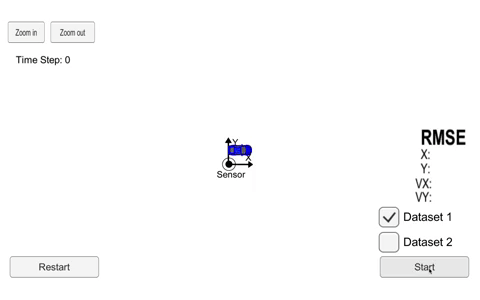 Zoom in
Zoom out
Time Step: 0
Y
X
Sensor
RMSE
X:
Y:
VX:
VY:
Dataset 1
Dataset 2
Restart
Start